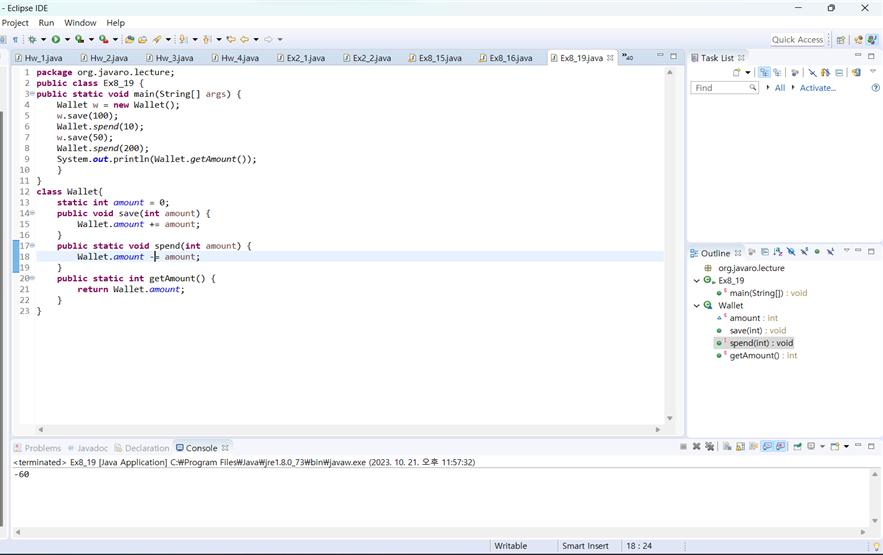 - Eclipse IDE
Project Run Window Help
Quick Access
Hw_1.java Hw_2.java Hw_3.java Hw_4.java Ex2_1.java Ex2_2.java Ex8_15.java Ex8_16.java Ex8_19.java »40
Task List
1 package org.javaro.lecture;
2 public class Ex8_19 {
3 public static void main(String[] args) {
4 Wallet w = new Wallet();
5 w.save(100);
6 Wallet.spend(10);
7 w.save(50);
8 Wallet.spend(200);
9 System.out.println(Wallet.getAmount());
10 }
11 }
12 class Wallet{
13 static int amount = 0;
14 public void save(int amount) {
15 Wallet.amount += amount;
16 }
17 public static void spend(int amount) {
18 Wallet.amount -= amount;
19 }
20 public static int getAmount() {
21 return Wallet.amount;
22 }
23 }
Find All Activate...
Outline
org.javaro.lecture
Ex8_19
main(String[]) : void
Wallet
amount : int
save(int) : void
spend(int) : void
getAmount() : int
Problems Javadoc Declaration Console
<terminated> Ex8_19 [Java Application] C:₩Program Files₩Java₩jre1.8.0_73₩bin₩javaw.exe (2023. 10. 21. 오후 11:57:32)
-60
Writable Smart Insert 18 : 24